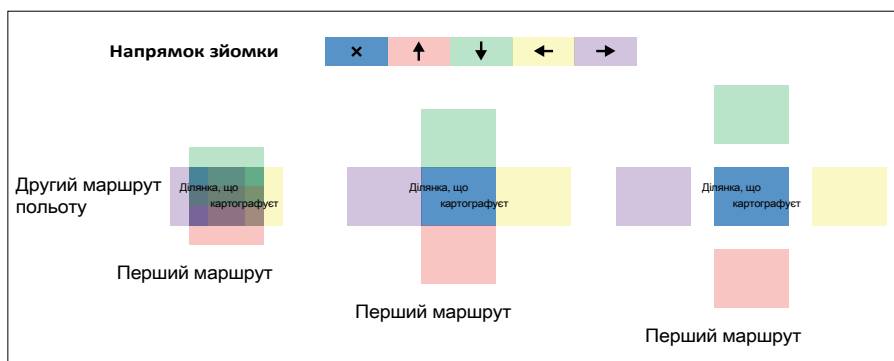 Напрямок зйомки
Другий маршрут
польоту
Ділянка, що
картографуєт
Перший маршрут
Ділянка, що
картографуєт
Перший маршрут
Ділянка, що
картографуєт
Перший маршрут